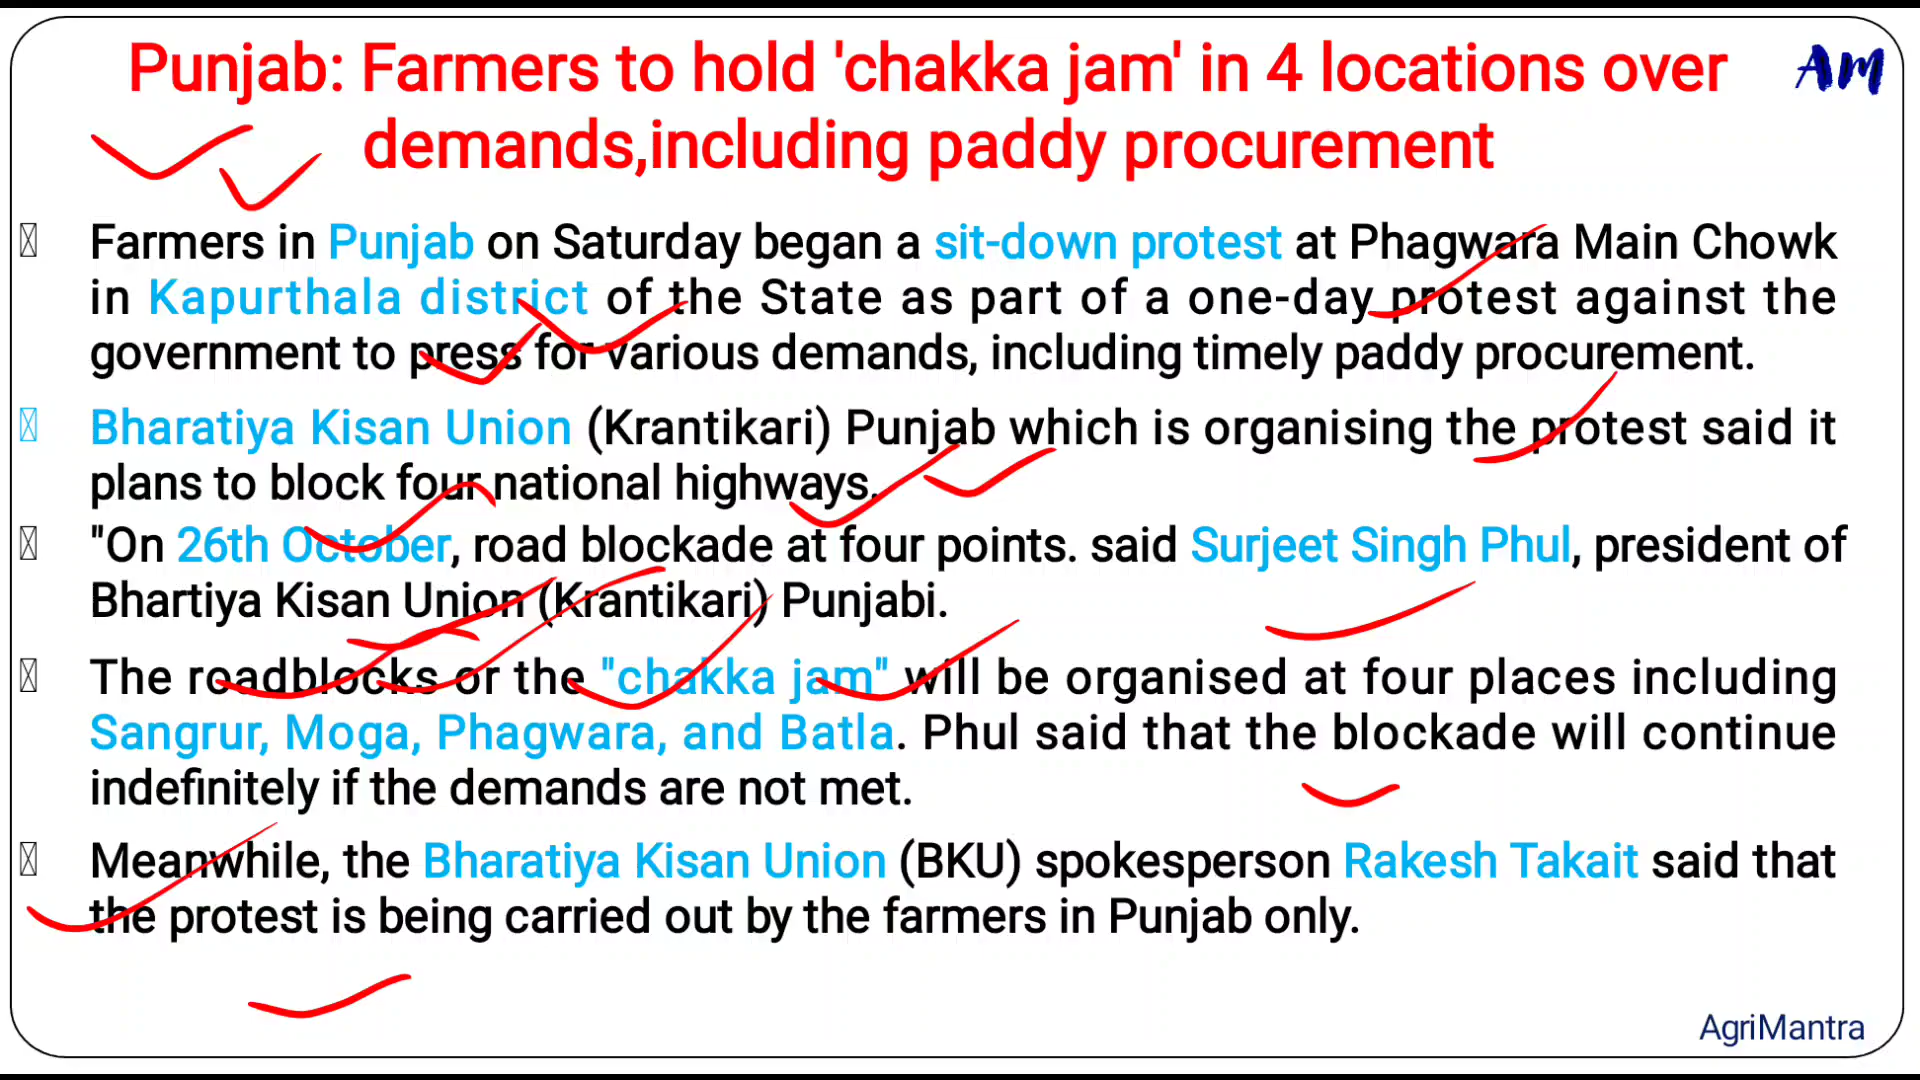 Punjab: Farmers to hold 'chakka jam' in 4 locations over
AM
demands,including paddy procurement
Farmers in Punjab on Saturday began a sit-down protest at Phagwara Main Chowk
in Kapurthala district of the State as part of a one-day protest against the
government to press for various demands, including timely paddy procurement.
Bharatiya Kisan Union (Krantikari) Punjab which is organising the protest said it
plans to block four national highways.
"On 26th October, road blockade at four points. said Surjeet Singh Phul, president of
Bhartiya Kisan Union (Krantikari) Punjabi.
The roadblocks or the "chakka jam" will be organised at four places including
Sangrur, Moga, Phagwara, and Batla. Phul said that the blockade will continue
indefinitely if the demands are not met.
Meanwhile, the Bharatiya Kisan Union (BKU) spokesperson Rakesh Takait said that
the protest is being carried out by the farmers in Punjab only.
AgriMantra